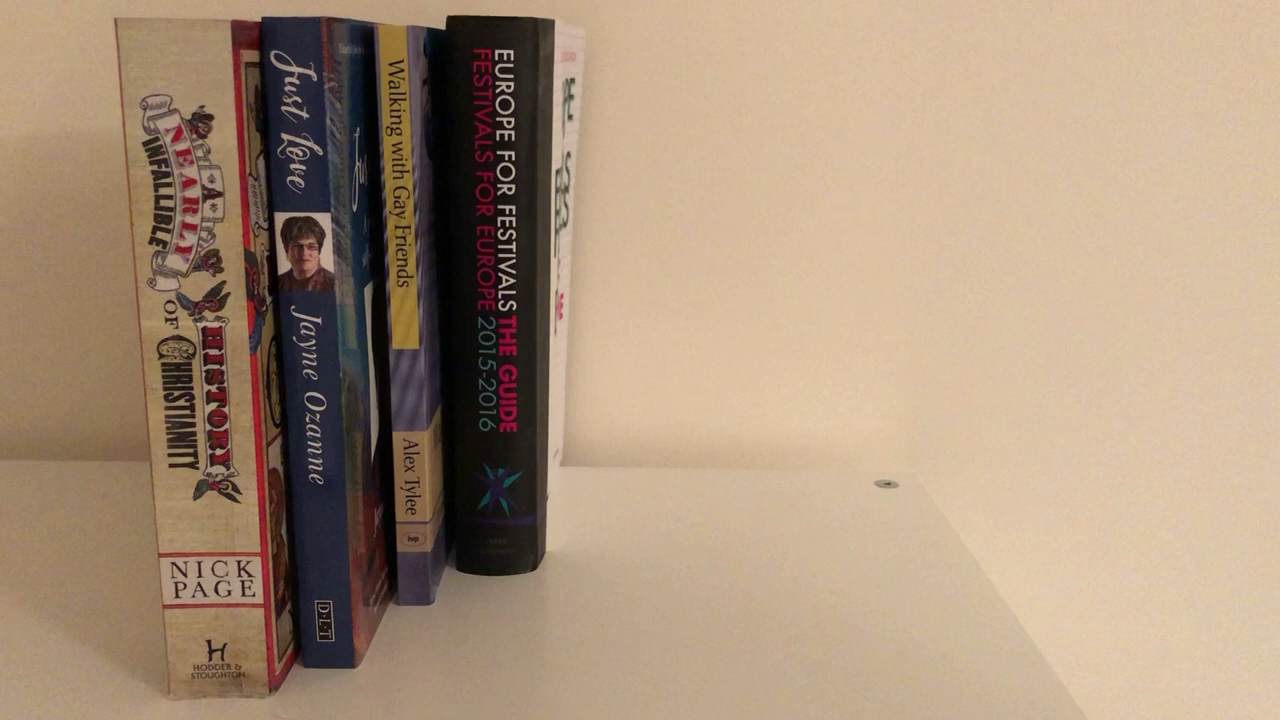 A
NEARLY
INFALLIBLE
HISTORY
OF CHRISTIANITY
NICK
PAGE
HODDER &
STOUGHTON
Just Love
Jayne Ozanne
D·L·T
Walking with Gay Friends
Alex Tylee
ivp
EUROPE FOR FESTIVALS THE GUIDE
FESTIVALS FOR EUROPE 2015-2016